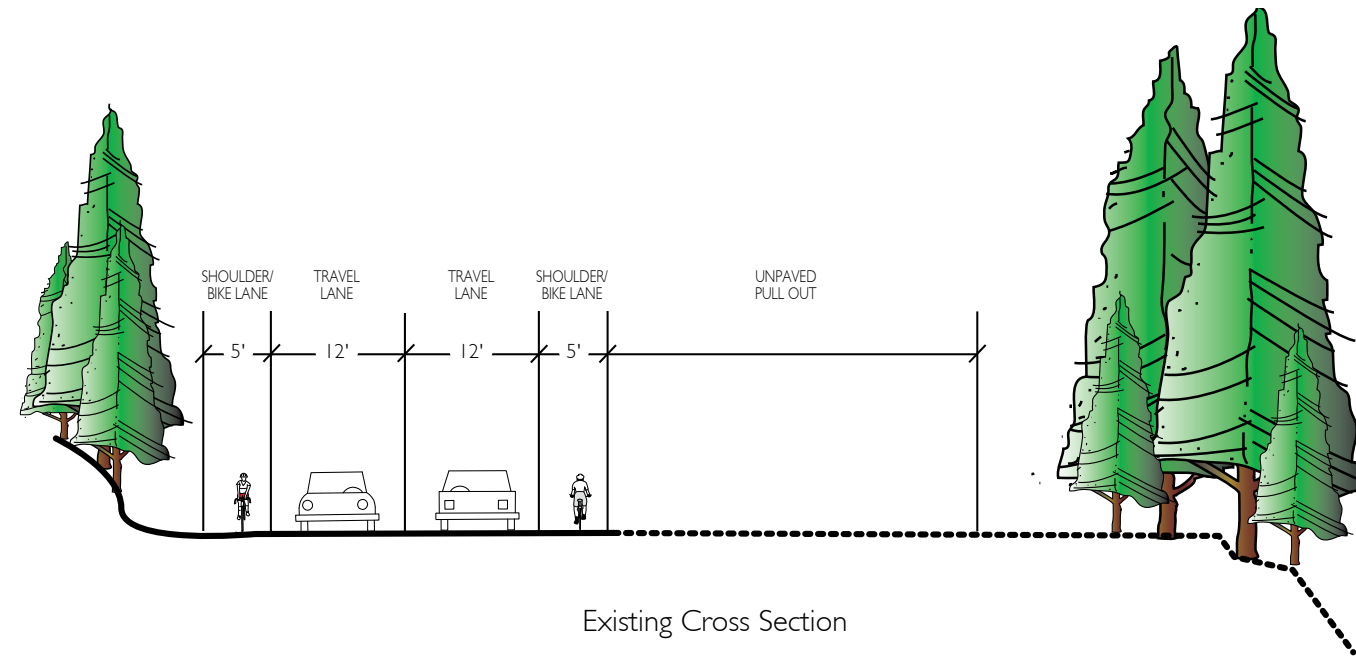 SHOULDER/
BIKE LANE
TRAVEL
LANE
TRAVEL
LANE
SHOULDER/
BIKE LANE
UNPAVED
PULL OUT
5'
12'
12'
5'
Existing Cross Section